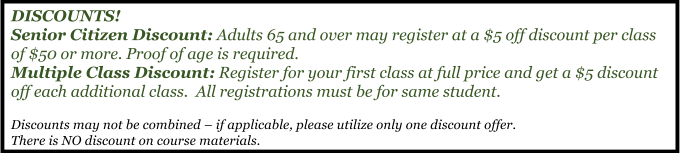 DISCOUNTS!
Senior Citizen Discount: Adults 65 and over may register at a $5 off discount per class
of $50 or more. Proof of age is required.
Multiple Class Discount: Register for your first class at full price and get a $5 discount
off each additional class.  All registrations must be for same student.
Discounts may not be combined – if applicable, please utilize only one discount offer.
There is NO discount on course materials.